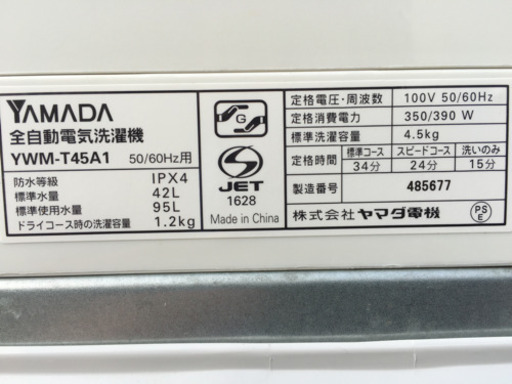 YAMADA
全自動電気洗濯機
YWM-T45A1 50/60Hz用
防水等級 IPX4
標準水量 42L
標準使用水量 95L
ドライコース時の洗濯容量 1.2kg
G
S
JET
1628
Made in China
定格電圧・周波数 100V 50/60Hz
定格消費電力 350/390 W
標準洗濯容量 4.5kg
定格時間 標準コース スピードコース 洗いのみ
34分 24分 15分
製造番号 485677
株式会社ヤマダ電機
PS
E